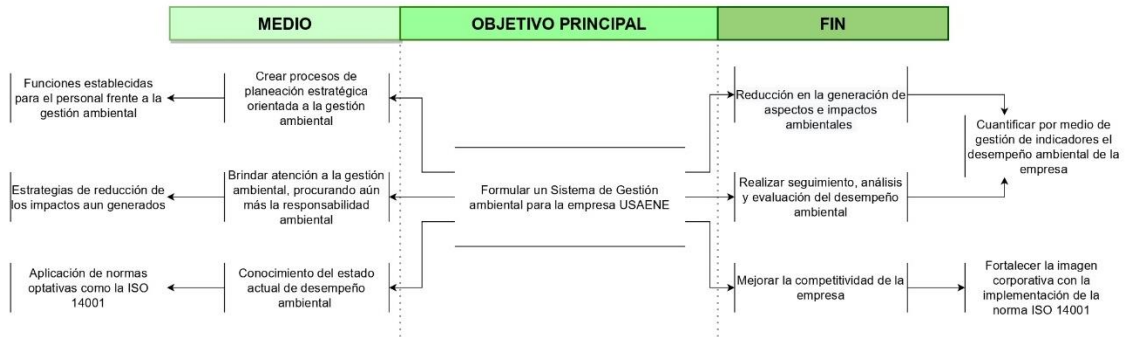 MEDIO
OBJETIVO PRINCIPAL
FIN
Funciones establecidas
para el personal frente a la
gestión ambiental
Crear procesos de
planeación estratégica
orientada a la gestión
ambiental
Reducción en la generación de
aspectos e impactos
ambientales
Cuantificar por medio de
gestión de indicadores el
desempeño ambiental de la
empresa
Estrategias de reducción de
los impactos aun generados
Brindar atención a la gestión
ambiental, procurando aún
más la responsabilidad
ambiental
Formular un Sistema de Gestión
ambiental para la empresa USAENE
Realizar seguimiento, análisis
y evaluación del desempeño
ambiental
Aplicación de normas
optativas como la ISO
14001
Conocimiento del estado
actual de desempeño
ambiental
Mejorar la competitividad de la
empresa
Fortalecer la imagen
corporativa con la
implementación de la
norma ISO 14001